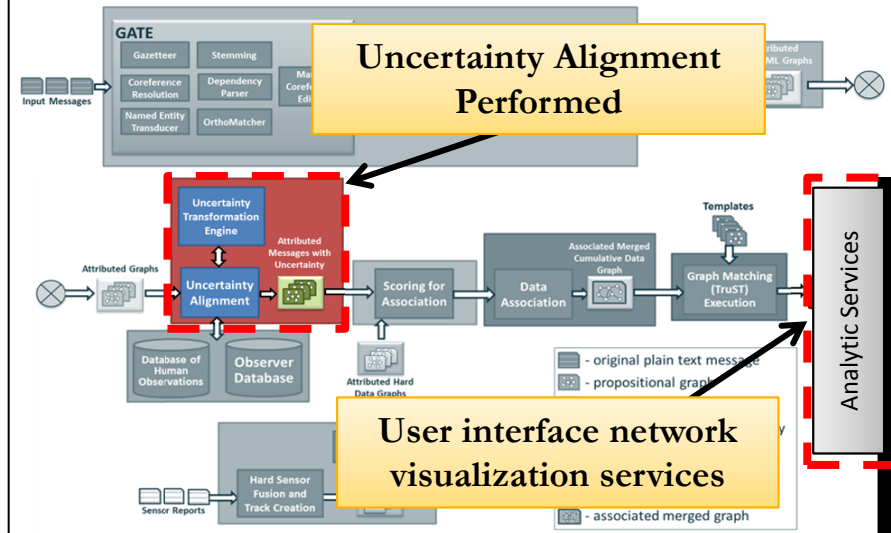 GATE
Gazetteer
Stemming
Coreference
Resolution
Dependency
Parser
Named Entity
Transducer
OrthoMatcher
Input Messages
Uncertainty Alignment
Performed
Graphs
Uncertainty
Transformation
Engine
Attributed
Messages with
Uncertainty
Uncertainty
Alignment
Attributed Graphs
Database of
Human
Observations
Observer
Database
Scoring for
Association
Attributed Hard
Data Graphs
Data
Association
Associated Merged
Cumulative Data
Graph
Templates
Graph Matching
(TruST)
Execution
Analytic Services
- original plain text message
- propositional graph
User interface network
visualization services
- associated merged graph
Hard Sensor
Fusion and
Track Creation
Sensor Reports